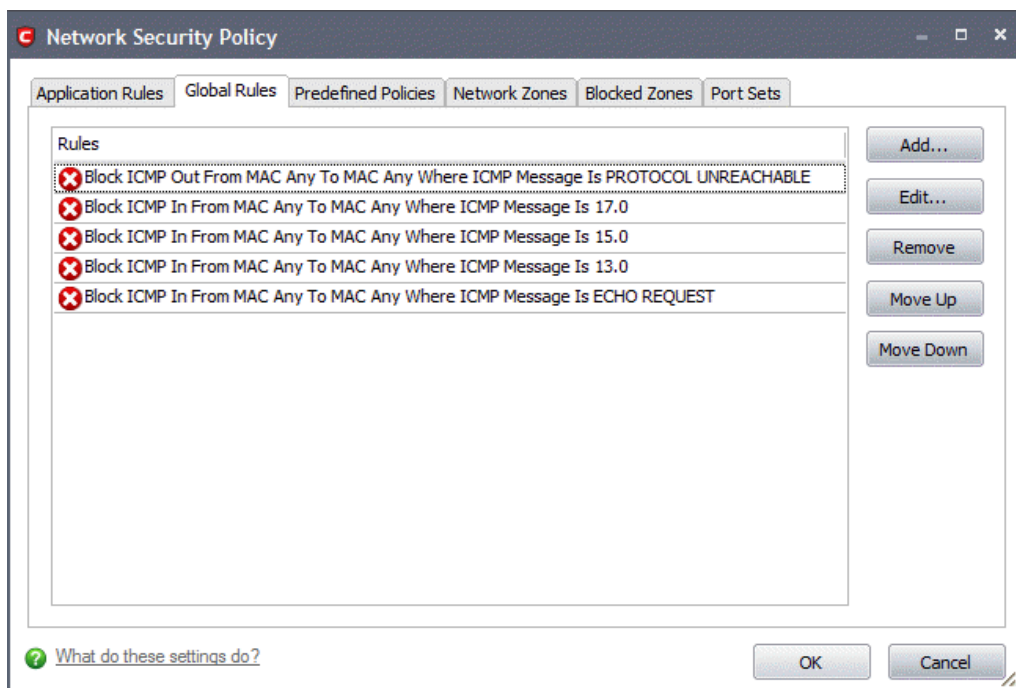 Network Security Policy
Application Rules Global Rules Predefined Policies Network Zones Blocked Zones Port Sets
Rules
Block ICMP Out From MAC Any To MAC Any Where ICMP Message Is PROTOCOL UNREACHABLE
Block ICMP In From MAC Any To MAC Any Where ICMP Message Is 17.0
Block ICMP In From MAC Any To MAC Any Where ICMP Message Is 15.0
Block ICMP In From MAC Any To MAC Any Where ICMP Message Is 13.0
Block ICMP In From MAC Any To MAC Any Where ICMP Message Is ECHO REQUEST
Add...
Edit...
Remove
Move Up
Move Down
What do these settings do?
OK Cancel